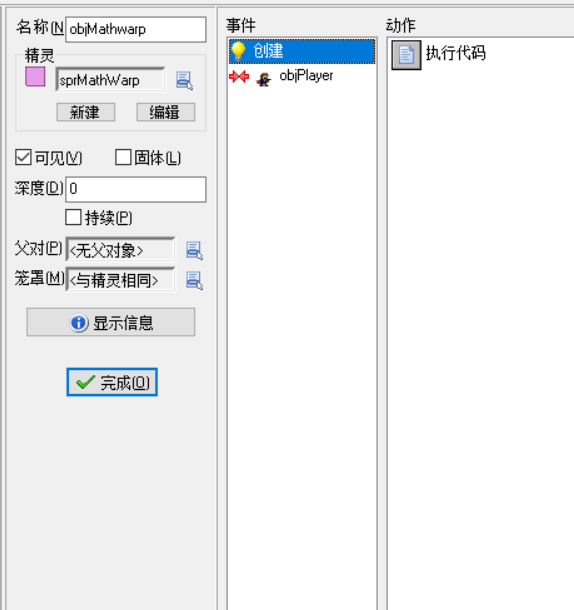 名称(N objMathwarp
精灵
sprMathWarp
新建 编辑
可见(V) 固体(L)
深度(D) 0
持续(P)
父对(P) <无父对象>
笼罩(M) <与精灵相同>
显示信息
完成(O)
事件
创建
objPlayer
动作
执行代码